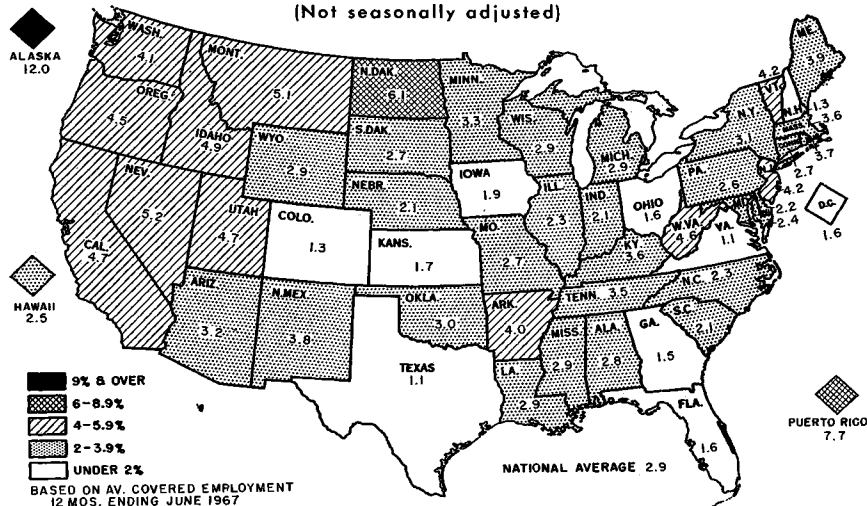 (Not seasonally adjusted)
ALASKA
12.0
WASH.
4.1
OREG.
4.5
MONT.
5.1
IDAHO
4.9
N.DAK.
6.1
MINN.
3.3
S.DAK.
2.7
WYO.
2.9
WIS.
2.9
MICH.
2.9
ME.
3.9
4.2
VT.
N.H.
1.3
MASS.
3.6
3.7
N.Y.
3.1
PA.
2.6
2.7
N.J.
4.2
2.2
2.4
D.C.
1.6
NEV.
5.2
UTAH
4.7
CAL.
4.7
COLO.
1.3
NEBR.
2.1
IOWA
1.9
ILL.
2.3
IND.
2.1
OHIO
1.6
W.VA.
4.6
VA.
1.1
KANS.
1.7
MO.
2.7
KY.
3.6
HAWAII
2.5
ARIZ.
3.2
N.MEX.
3.8
OKLA.
3.0
ARK.
4.0
TENN. 3.5
N.C. 2.3
S.C.
2.1
TEXAS
1.1
LA.
2.9
MISS.
2.9
ALA.
2.8
GA.
1.5
FLA.
1.6
PUERTO RICO
7.7
9% & OVER
6-8.9%
4-5.9%
2-3.9%
UNDER 2%
NATIONAL AVERAGE 2.9
BASED ON AV. COVERED EMPLOYMENT
12 MOS. ENDING JUNE 1967